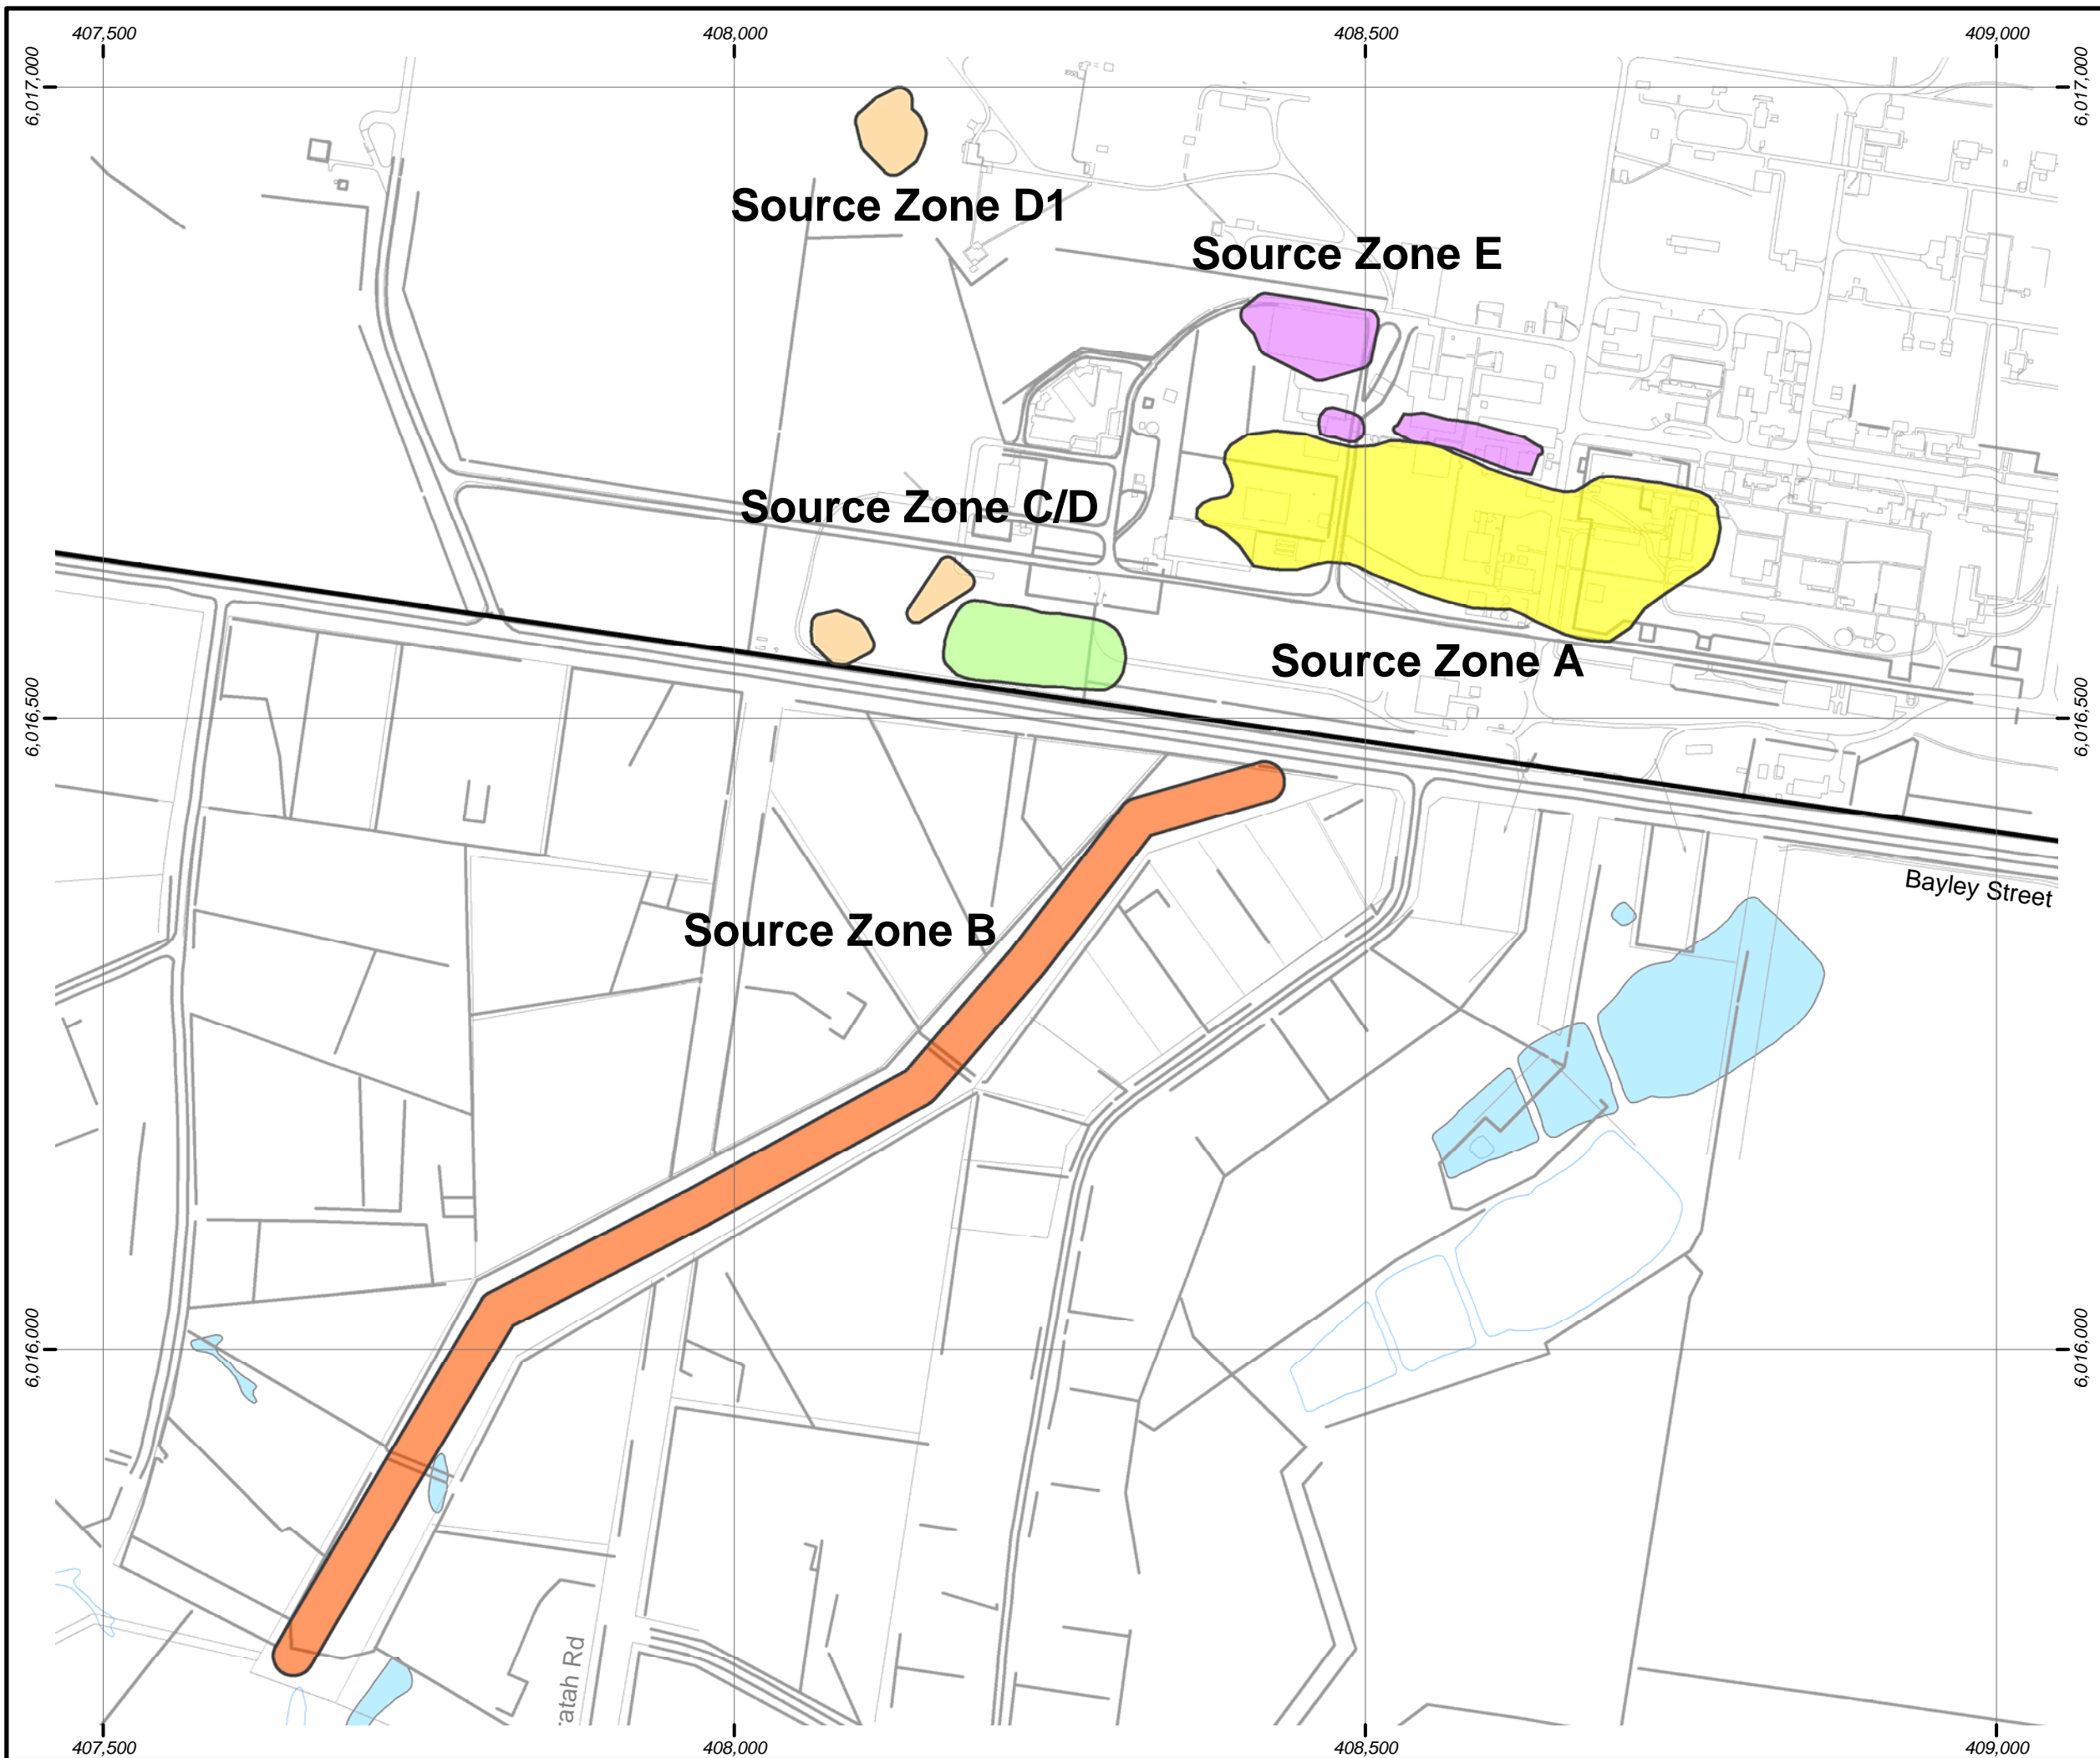 407,500
408,000
408,500
409,000
6,017,000
6,017,000
Source Zone D1
Source Zone E
Source Zone C/D
Source Zone A
6,016,500
6,016,500
Bayley Street
Source Zone B
6,016,000
6,016,000
ratah Rd
407,500
408,000
408,500
409,000